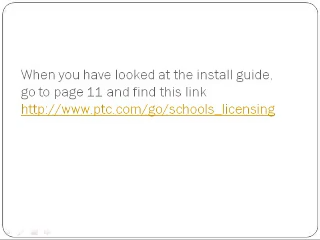 When you have looked at the install guide,
go to page 11 and find this link
http://www.ptc.com/go/schools_licensing